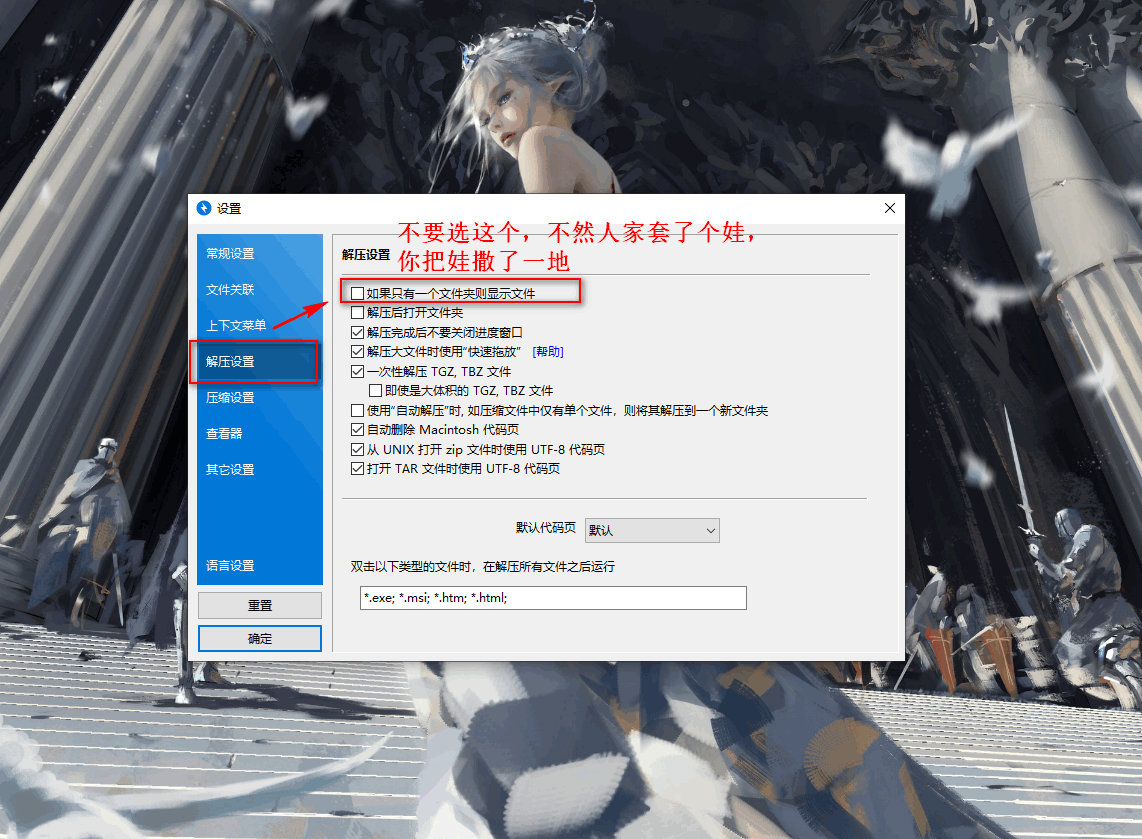 设置
不要选这个，不然人家套了个娃，
你把娃撒了一地
常规设置
文件关联
上下文菜单
解压设置
压缩设置
查看器
其它设置
语言设置
重置
确定
解压设置
如果只有一个文件夹则显示文件
解压后打开文件夹
解压完成后不要关闭进度窗口
解压大文件时使用“快速拖放” [帮助]
一次性解压 TGZ, TBZ 文件
即使是大体积的 TGZ, TBZ 文件
使用“自动解压”时, 如压缩文件中仅有单个文件，则将其解压到一个新文件夹
自动删除 Macintosh 代码页
从 UNIX 打开 zip 文件时使用 UTF-8 代码页
打开 TAR 文件时使用 UTF-8 代码页
默认代码页 默认
双击以下类型的文件时，在解压所有文件之后运行
*.exe; *.msi; *.htm; *.html;